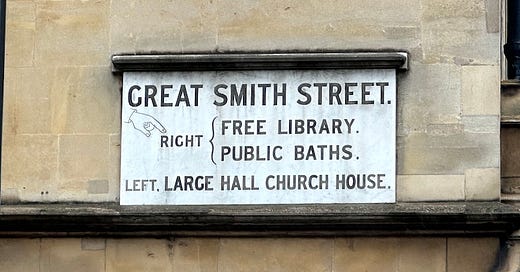 GREAT SMITH STREET.
RIGHT { FREE LIBRARY.
PUBLIC BATHS.
LEFT. LARGE HALL CHURCH HOUSE.